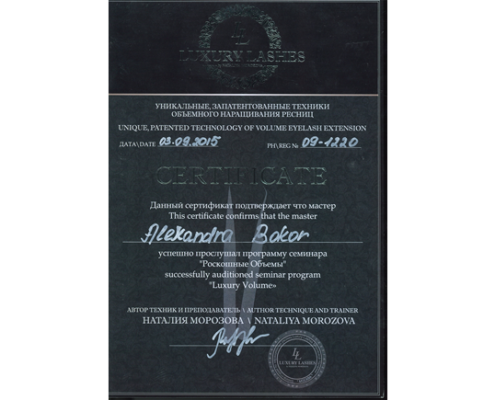 LUXURY LASHES
УНИКАЛЬНЫЕ, ЗАПАТЕНТОВАННЫЕ ТЕХНИКИ
ОБЪЕМНОГО НАРАЩИВАНИЯ РЕСНИЦ
UNIQUE, PATENTED TECHNOLOGY OF VOLUME EYELASH EXTENSION
ДАТА\DATE 03.09.2015 РН\REG № 09-1220
CERTIFICATE
Данный сертификат подтверждает что мастер
This certificate confirms that the master
Alexandra Bokor
успешно прослушал программу семинара
"Роскошные Объемы"
successfully auditioned seminar program
"Luxury Volume»
АВТОР ТЕХНИК И ПРЕПОДАВАТЕЛЬ \ AUTHOR TECHNIQUE AND TRAINER
НАТАЛИЯ МОРОЗОВА \ NATALIYA MOROZOVA
LUXURY LASHES